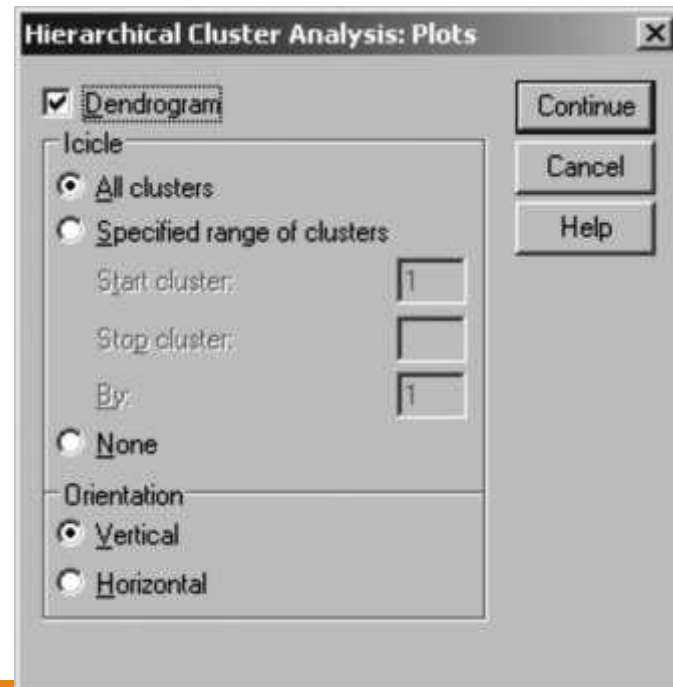 Hierarchical Cluster Analysis: Plots
Dendrogram
Continue
Icicle
Cancel
All clusters
Specified range of clusters
Help
Start cluster: 1
Stop cluster:
By: 1
None
Orientation
Vertical
Horizontal